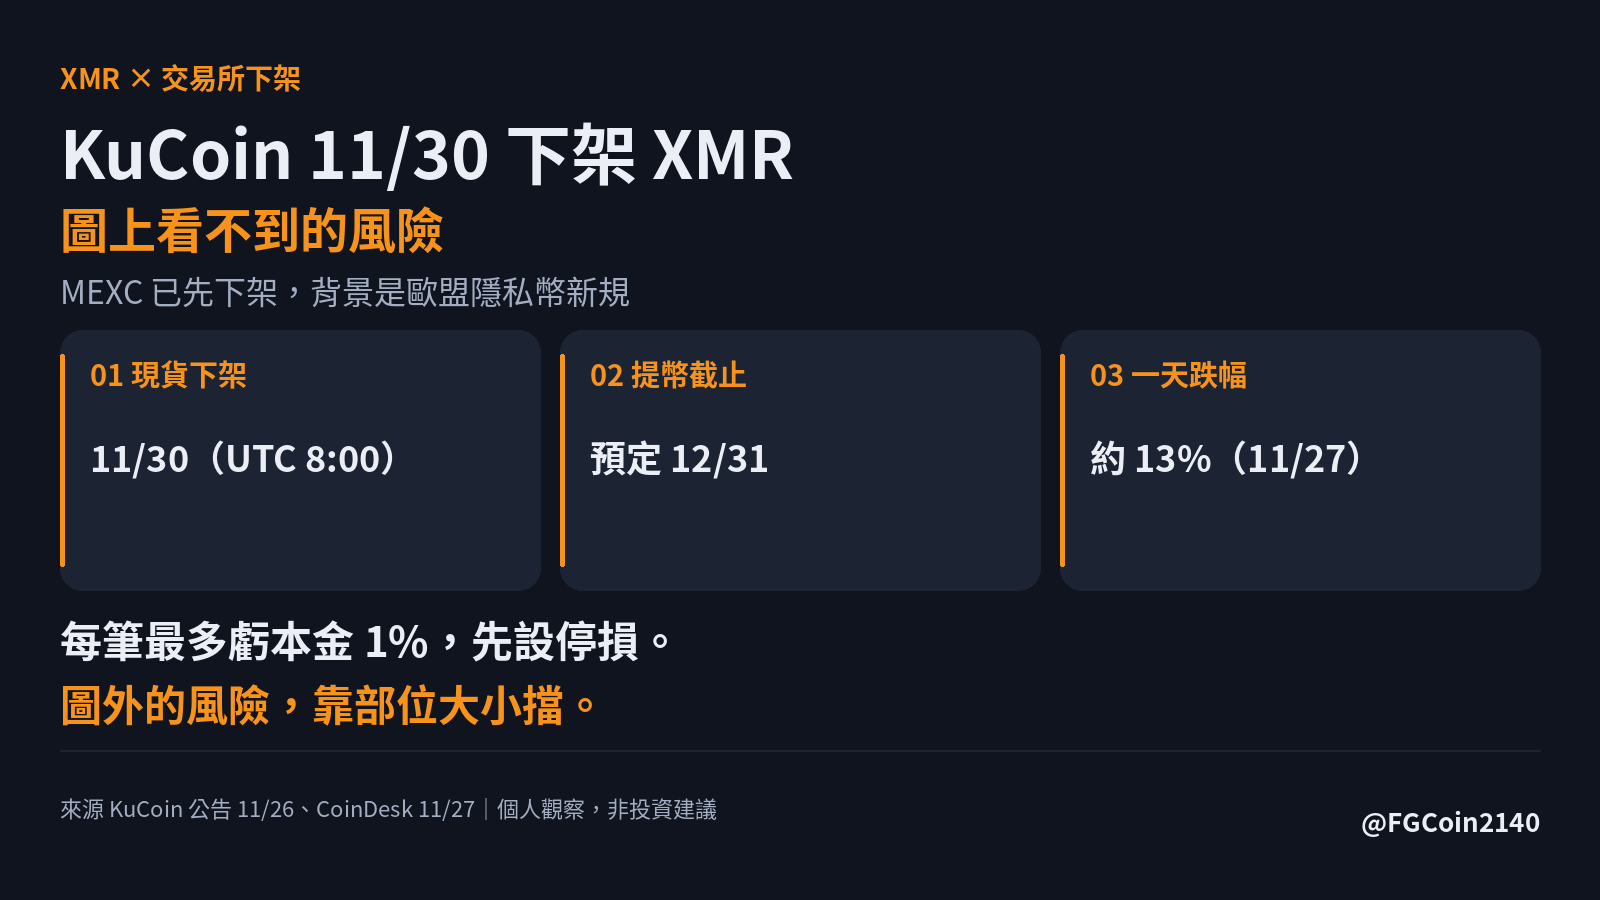 XMR × 交易所下架
KuCoin 11/30 下架 XMR
圖上看不到的風險
MEXC 已先下架，背景是歐盟隱私幣新規
01 現貨下架
11/30（UTC 8:00）
02 提幣截止
預定 12/31
03 一天跌幅
約 13%（11/27）
每筆最多虧本金 1%，先設停損。
圖外的風險，靠部位大小擋。
來源 KuCoin 公告 11/26、CoinDesk 11/27｜個人觀察，非投資建議
@FGCoin2140